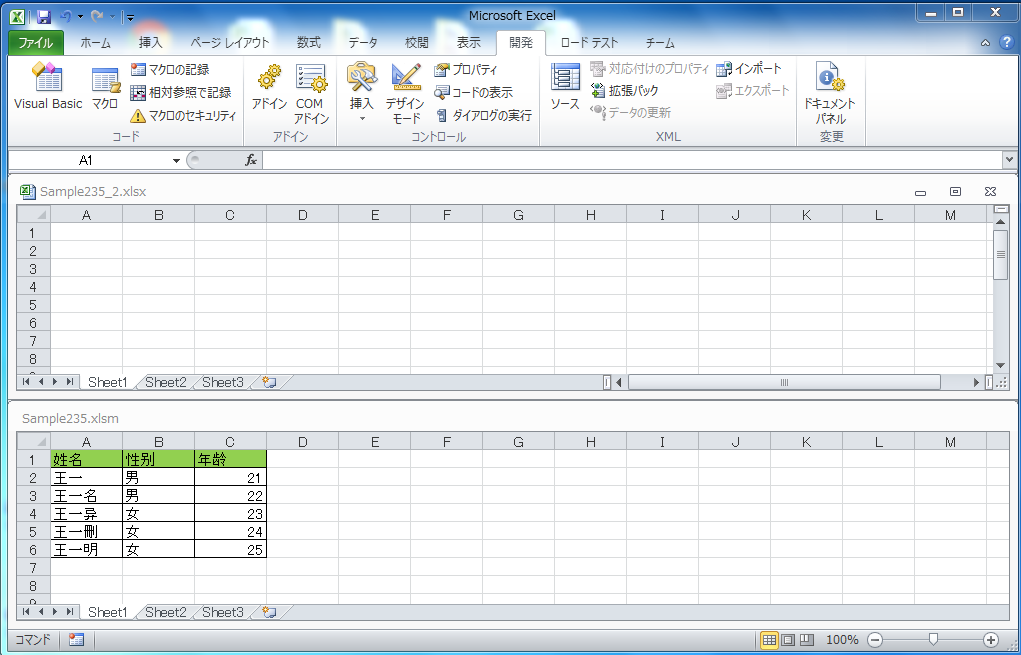 Microsoft Excel
ファイル ホーム 挿入 ページ レイアウト 数式 データ 校閲 表示 開発 ロード テスト チーム
Visual Basic マクロ マクロの記録 相対参照で記録 マクロのセキュリティ
コード
アドイン COM アドイン
アドイン
挿入 デザイン モード プロパティ コードの表示 ダイアログの実行
コントロール
ソース 対応付けのプロパティ 拡張パック データの更新 インポート エクスポート
XML
ドキュメント パネル
変更
A1 fx
Sample235_2.xlsx
A B C D E F G H I J K L M
1
2
3
4
5
6
7
8
Sheet1 Sheet2 Sheet3
Sample235.xlsm
A B C D E F G H I J K L M
1 姓名 性别 年龄
2 王一 男 21
3 王一名 男 22
4 王一异 女 23
5 王一刪 女 24
6 王一明 女 25
7
8
Sheet1 Sheet2 Sheet3
コマンド 100%